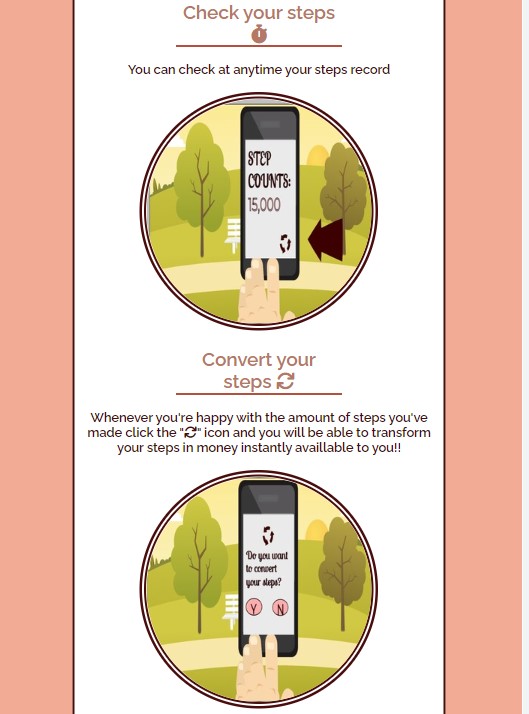 Check your steps
You can check at anytime your steps record
STEP
COUNTS:
15,000
Convert your
steps
Whenever you're happy with the amount of steps you've
made click the "" icon and you will be able to transform
your steps in money instantly availlable to you!!
Do you want
to convert
your steps?
Y N